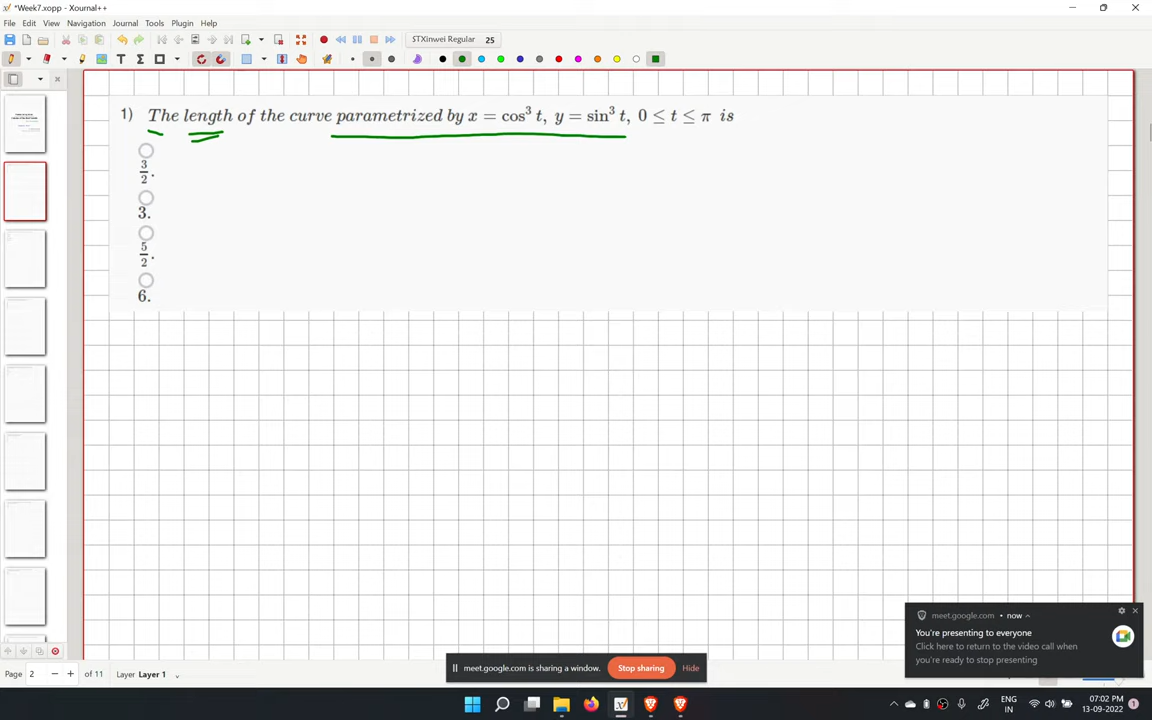 *Week7.xopp - Xournal++
File Edit View Navigation Journal Tools Plugin Help
STXinwei Regular 25
1) The length of the curve parametrized by x = cos³ t, y = sin³ t, 0 ≤ t ≤ π is
3/2.
3.
5/2.
6.
meet.google.com • now
You're presenting to everyone
Click here to return to the video call when
you're ready to stop presenting
meet.google.com is sharing a window. Stop sharing Hide
Page 2 of 11 Layer Layer 1
ENG
IN
07:02 PM
13-09-2022
1